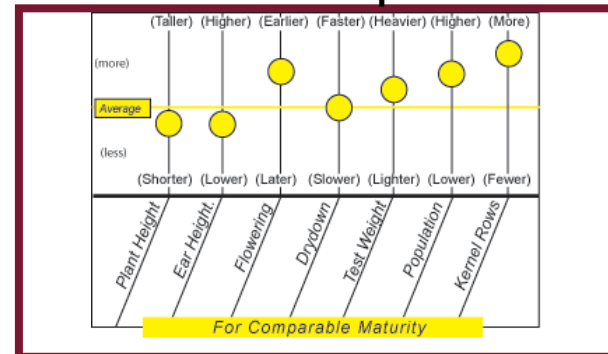 (Taller) (Higher) (Earlier) (Faster) (Heavier) (Higher) (More)
(more)
Average
(less)
(Shorter) (Lower) (Later) (Slower) (Lighter) (Lower) (Fewer)
Plant Height
Ear Height.
Flowering
Drydown
Test Weight
Population
Kernel Rows
For Comparable Maturity